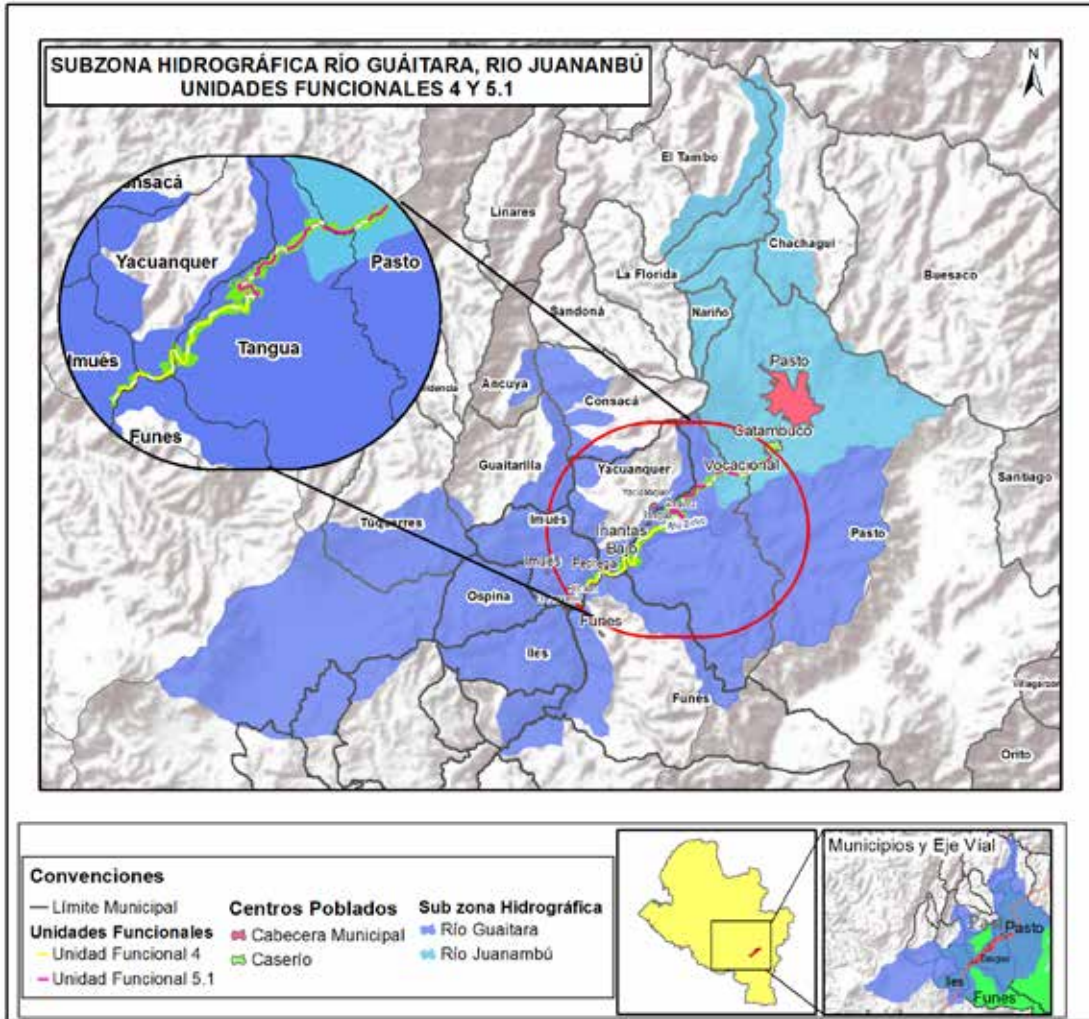 SUBZONA HIDROGRÁFICA RÍO GUÁITARA, RIO JUANANBÚ
UNIDADES FUNCIONALES 4 Y 5.1
N
El Tambo
Linares
Chachagui
Buesaco
La Florida
Nariño
Sandoná
Consacá
Yacuanquer
Pasto
Imués
Tangua
Funes
Ancuya
Consacá
Pasto
Catambuco
Guaitarilla
Yacuanquer
Vocacional
Santiago
Túquerres
Imués
Inantas
Bajo
Pasto
Imués
Pedregal
Ospina
Funes
Iles
Funes
Villagarzón
Orito
Convenciones
Límite Municipal
Unidades Funcionales
Unidad Funcional 4
Unidad Funcional 5.1
Centros Poblados
Cabecera Municipal
Caserío
Sub zona Hidrográfica
Río Guaitara
Río Juanambú
Municipios y Eje Vial
Pasto
Iles
Funes